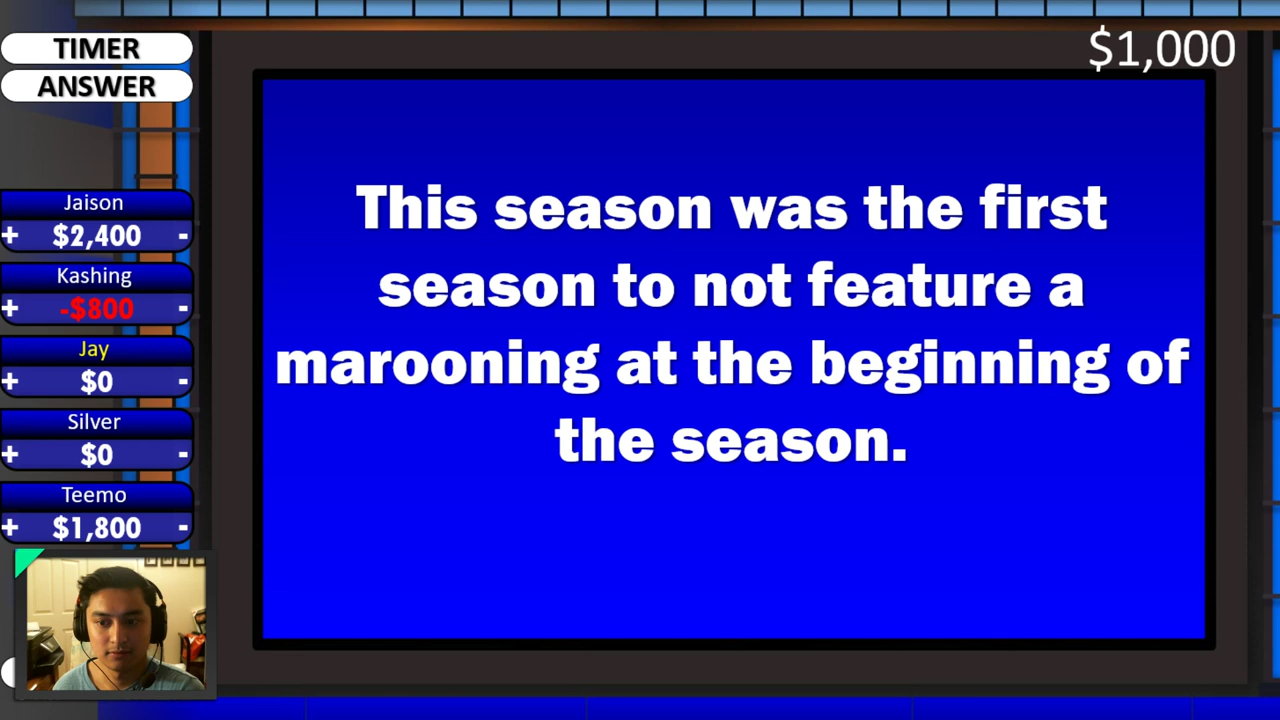 TIMER
ANSWER
$1,000
This season was the first
season to not feature a
marooning at the beginning of
the season.
Jaison
+ $2,400 -
Kashing
+ -$800 -
Jay
+ $0 -
Silver
+ $0 -
Teemo
+ $1,800 -